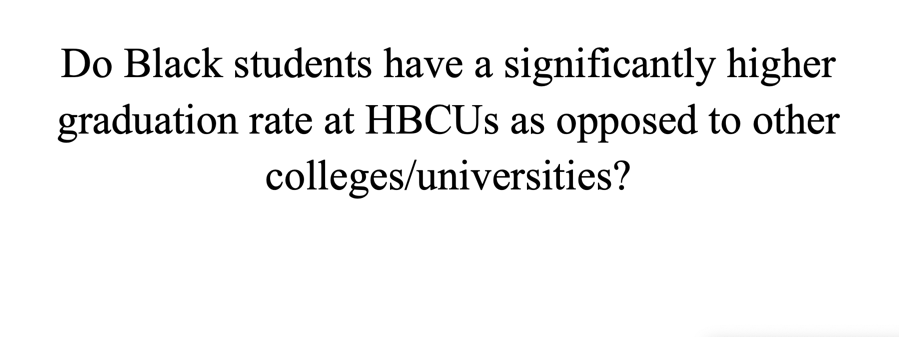 Do Black students have a significantly higher
graduation rate at HBCUs as opposed to other
colleges/universities?